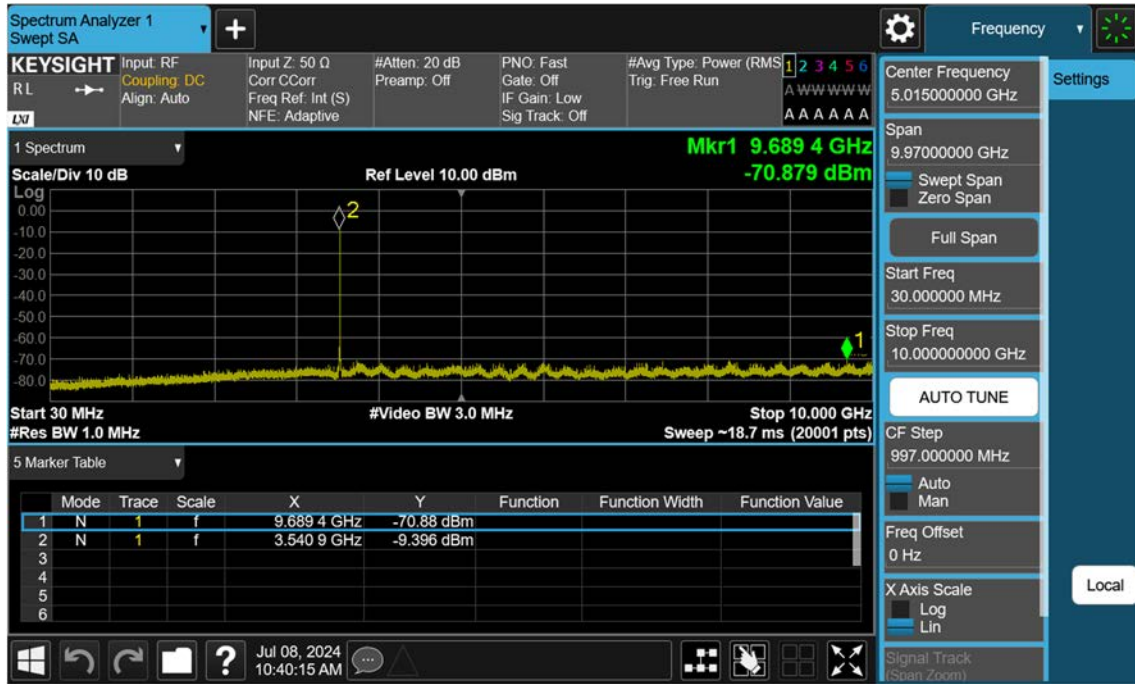 Spectrum Analyzer 1
Swept SA
Frequency
KEYSIGHT
RL
LXI
Input: RF
Coupling: DC
Align: Auto
Input Z: 50 Ω
Corr CCorr
Freq Ref: Int (S)
NFE: Adaptive
#Atten: 20 dB
Preamp: Off
PNO: Fast
Gate: Off
IF Gain: Low
Sig Track: Off
#Avg Type: Power (RMS
Trig: Free Run
1 2 3 4 5 6
A W W W W W
A A A A A A
Center Frequency
5.015000000 GHz
Settings
Span
9.97000000 GHz
Swept Span
Zero Span
Full Span
Start Freq
30.000000 MHz
Stop Freq
10.000000000 GHz
AUTO TUNE
CF Step
997.000000 MHz
Auto
Man
Freq Offset
0 Hz
X Axis Scale
Log
Lin
Local
Signal Track
(Span Zoom)
1 Spectrum
Scale/Div 10 dB
Ref Level 10.00 dBm
Mkr1 9.689 4 GHz
-70.879 dBm
Log
0.00
-10.0
-20.0
-30.0
-40.0
-50.0
-60.0
-70.0
-80.0
2
1
Start 30 MHz
#Res BW 1.0 MHz
#Video BW 3.0 MHz
Stop 10.000 GHz
Sweep ~18.7 ms (20001 pts)
5 Marker Table
Mode Trace Scale X Y Function Function Width Function Value
1 N 1 f 9.689 4 GHz -70.88 dBm
2 N 1 f 3.540 9 GHz -9.396 dBm
3
4
5
6
Jul 08, 2024
10:40:15 AM